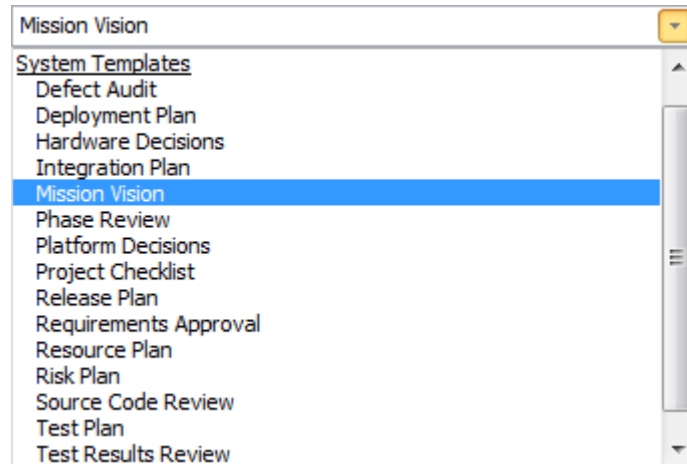 Mission Vision
System Templates
Defect Audit
Deployment Plan
Hardware Decisions
Integration Plan
Mission Vision
Phase Review
Platform Decisions
Project Checklist
Release Plan
Requirements Approval
Resource Plan
Risk Plan
Source Code Review
Test Plan
Test Results Review